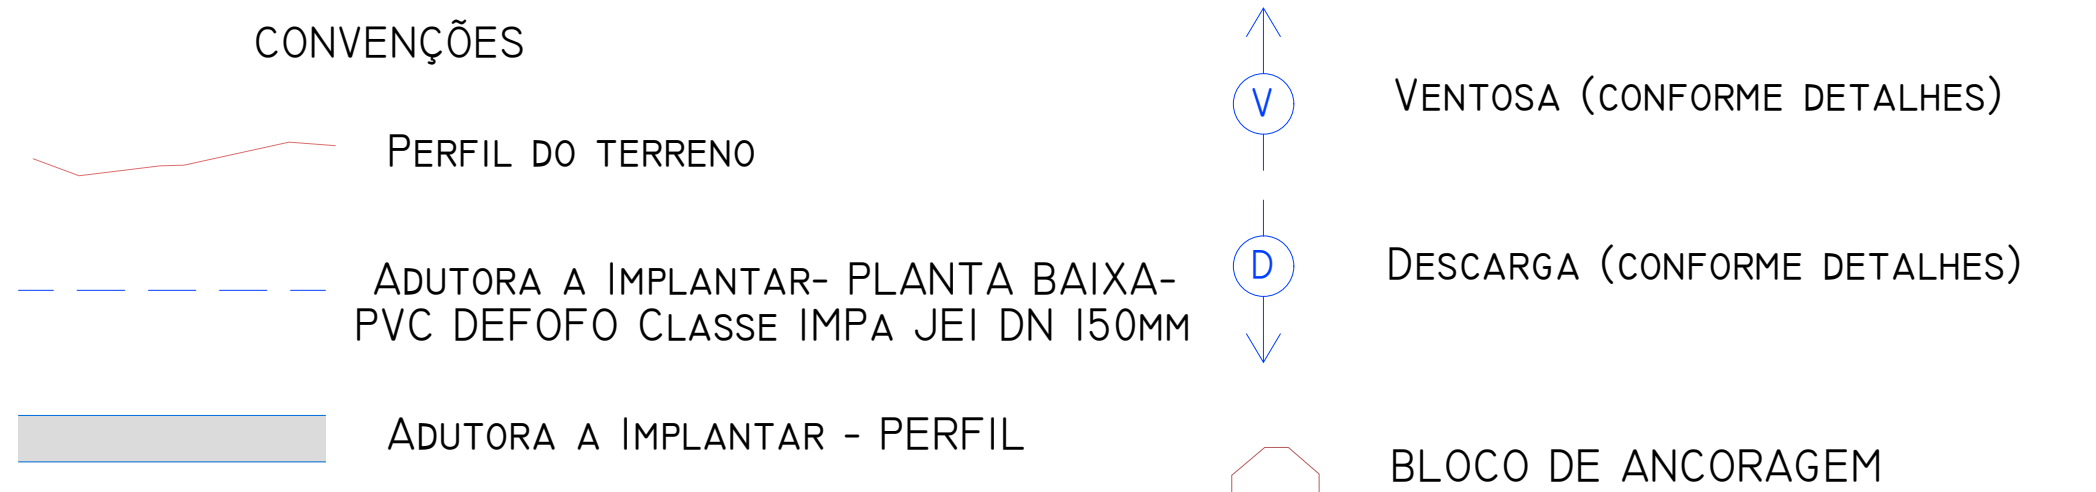 CONVENÇÕES
PERFIL DO TERRENO
ADUTORA A IMPLANTAR- PLANTA BAIXA-
PVC DEFOFO CLASSE 1MPA JEI DN 150MM
ADUTORA A IMPLANTAR - PERFIL
V
VENTOSA (CONFORME DETALHES)
D
DESCARGA (CONFORME DETALHES)
BLOCO DE ANCORAGEM